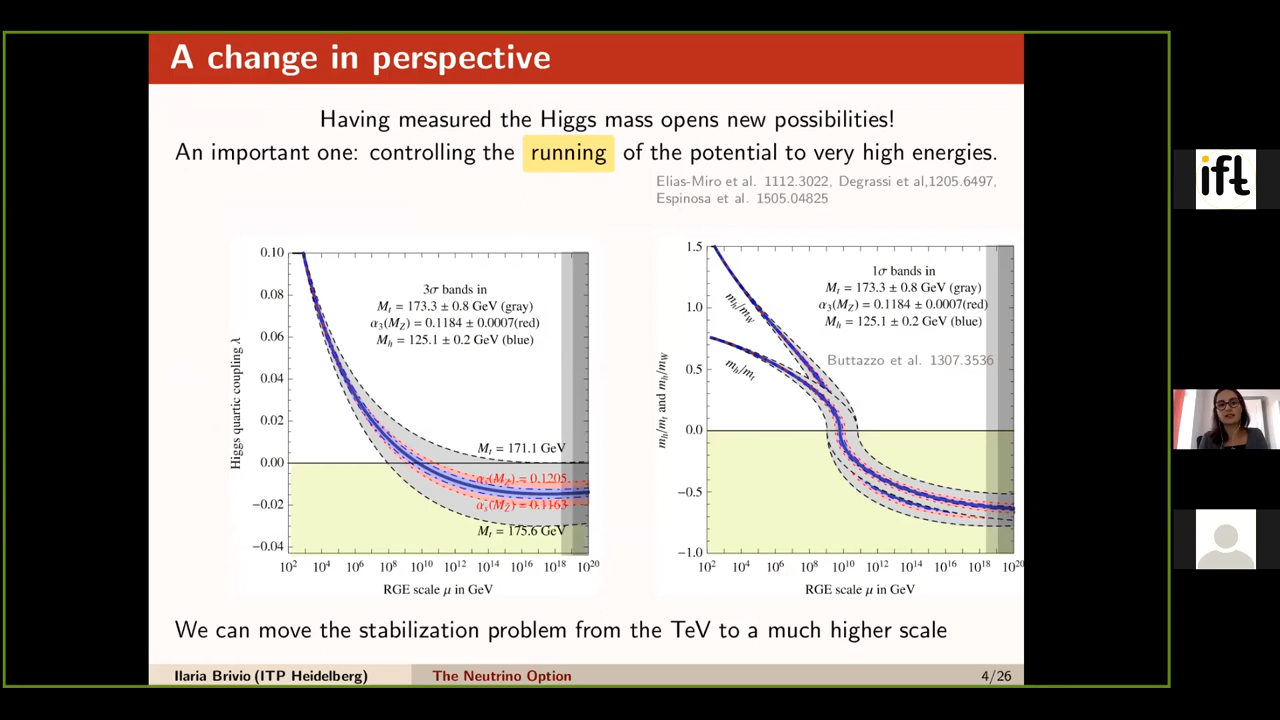 A change in perspective
Having measured the Higgs mass opens new possibilities!
An important one: controlling the running of the potential to very high energies.
Elias-Miro et al. 1112.3022, Degrassi et al,1205.6497,
Espinosa et al. 1505.04825
0.10
0.08
0.06
0.04
0.02
0.00
−0.02
−0.04
Higgs quartic coupling λ
3σ bands in
Mt = 173.3 ± 0.8 GeV (gray)
α3(MZ) = 0.1184 ± 0.0007(red)
Mh = 125.1 ± 0.2 GeV (blue)
Mt = 171.1 GeV
αs(MZ) = 0.1205
αs(MZ) = 0.1163
Mt = 175.6 GeV
10² 10⁴ 10⁶ 10⁸ 10¹⁰ 10¹² 10¹⁴ 10¹⁶ 10¹⁸ 10²⁰
RGE scale μ in GeV
1.5
1.0
0.5
0.0
−0.5
−1.0
mh/mt and mh/mW
1σ bands in
Mt = 173.3 ± 0.8 GeV (gray)
α3(MZ) = 0.1184 ± 0.0007(red)
Mh = 125.1 ± 0.2 GeV (blue)
mh/mW
mh/mt
Buttazzo et al. 1307.3536
10² 10⁴ 10⁶ 10⁸ 10¹⁰ 10¹² 10¹⁴ 10¹⁶ 10¹⁸ 10²⁰
RGE scale μ in GeV
We can move the stabilization problem from the TeV to a much higher scale
Ilaria Brivio (ITP Heidelberg)
The Neutrino Option
4/26
ift